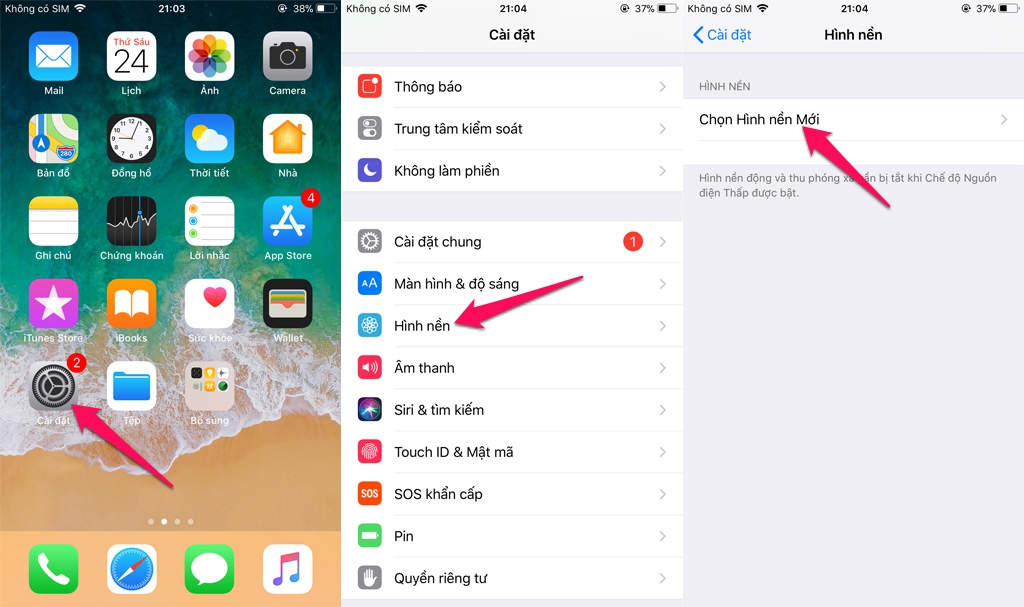 Không có SIM
21:03
38%
Thứ Sáu
24
Mail
Lịch
Ảnh
Camera
280
Bản đồ
Đồng hồ
Thời tiết
Nhà
4
Ghi chú
Chứng khoán
Lời nhắc
App Store
iTunes Store
iBooks
Sức khỏe
Wallet
2
Cài đặt
Tệp
Bổ sung
Không có SIM
21:04
37%
Cài đặt
Thông báo
Trung tâm kiểm soát
Không làm phiền
Cài đặt chung
1
AA
Màn hình & độ sáng
Hình nền
Âm thanh
Siri & tìm kiếm
Touch ID & Mật mã
SOS
SOS khẩn cấp
Pin
Quyền riêng tư
Không có SIM
21:04
37%
Cài đặt
Hình nền
HÌNH NỀN
Chọn Hình nền Mới
Hình nền động và thu phóng xa gần bị tắt khi Chế độ Nguồn
điện Thấp được bật.